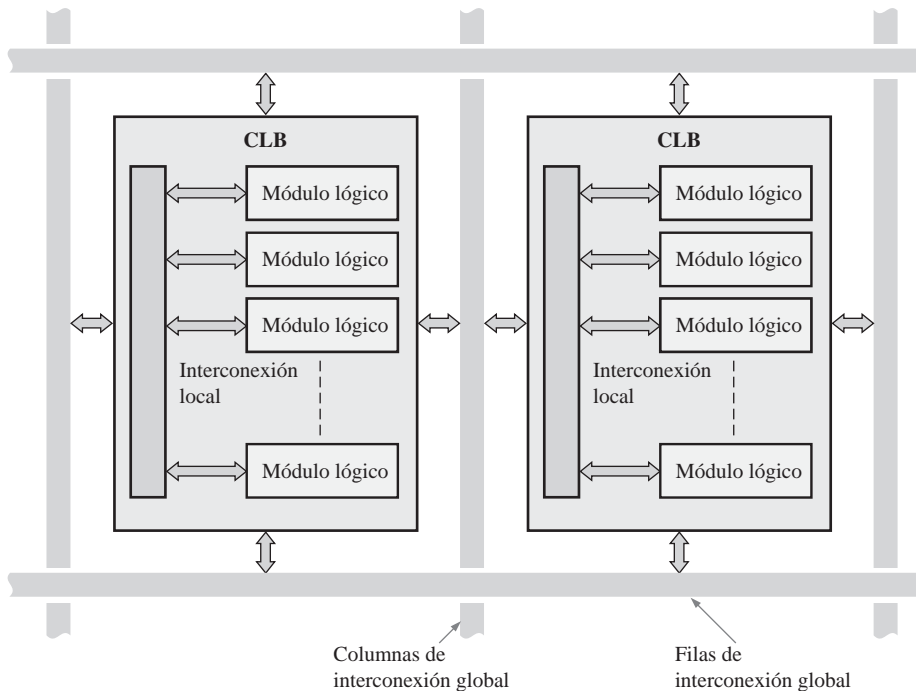 CLB
Módulo lógico
Módulo lógico
Módulo lógico
Interconexión
local
Módulo lógico
CLB
Módulo lógico
Módulo lógico
Módulo lógico
Interconexión
local
Módulo lógico
Columnas de
interconexión global
Filas de
interconexión global